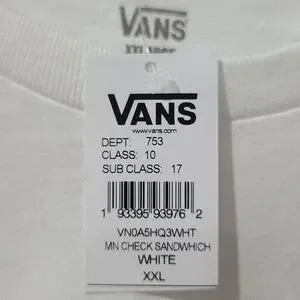 VANS
VANS
www.vans.com
DEPT: 753
CLASS: 10
SUB CLASS: 17
1 93395 93976 2
VN0A5HQ3WHT
MN CHECK SANDWHICH
WHITE
XXL